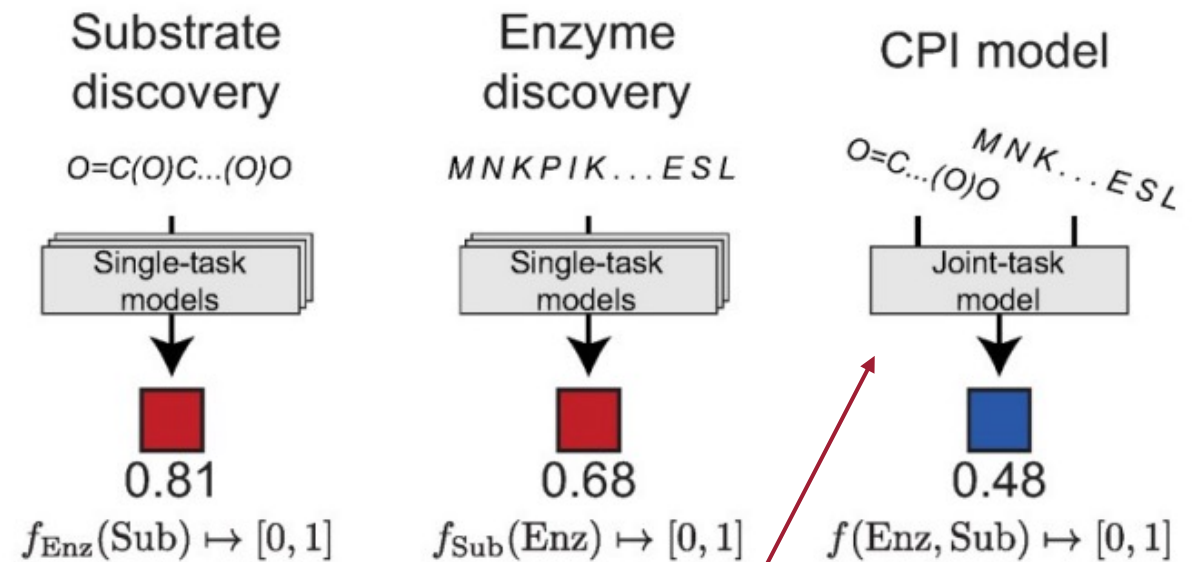 Substrate
discovery
O=C(O)C...(O)O
Single-task
models
0.81
f_Enz(Sub) ↦ [0, 1]
Enzyme
discovery
MNKPIK...ESL
Single-task
models
0.68
f_Sub(Enz) ↦ [0, 1]
CPI model
O=C...(O)O
MNK...ESL
Joint-task
model
0.48
f(Enz, Sub) ↦ [0, 1]